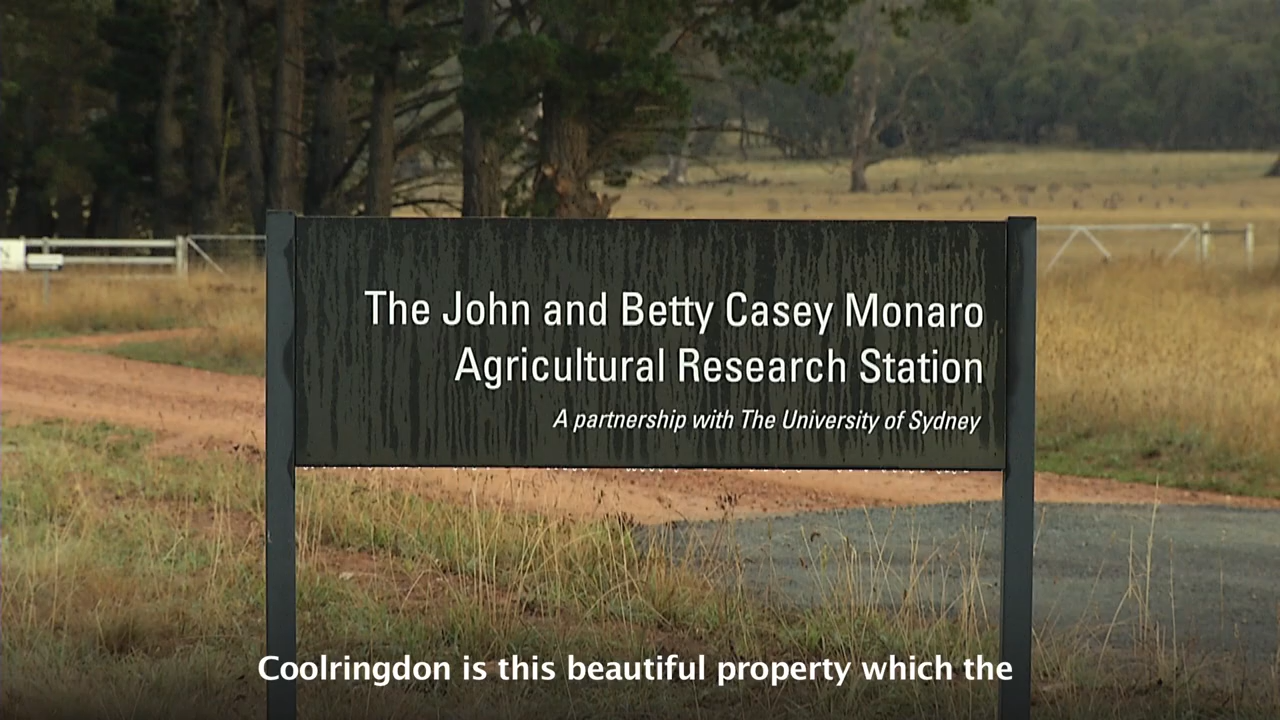 The John and Betty Casey Monaro
Agricultural Research Station
A partnership with The University of Sydney
Coolringdon is this beautiful property which the